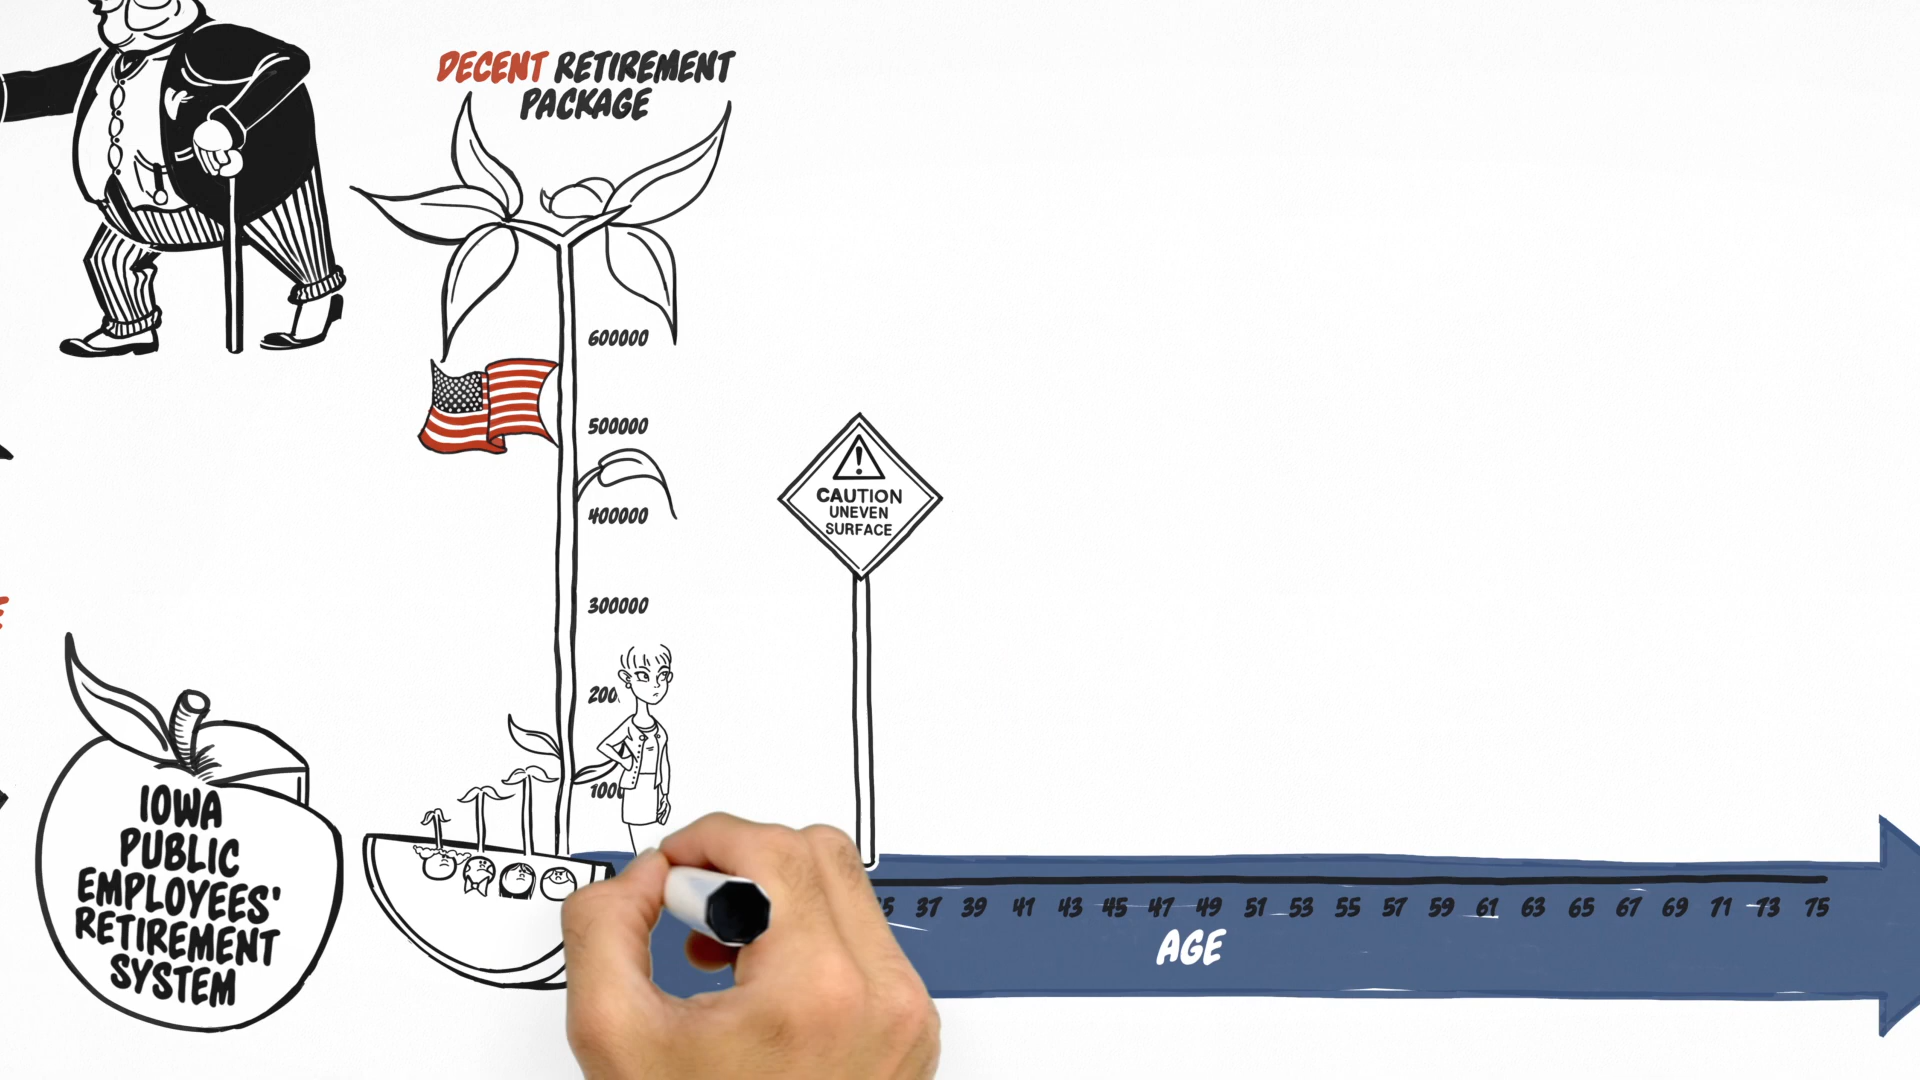 DECENT RETIREMENT
PACKAGE
600000
500000
400000
300000
CAUTION
UNEVEN
SURFACE
IOWA
PUBLIC
EMPLOYEES'
RETIREMENT
SYSTEM
37 39 41 43 45 47 49 51 53 55 57 59 61 63 65 67 69 71 73 75
AGE